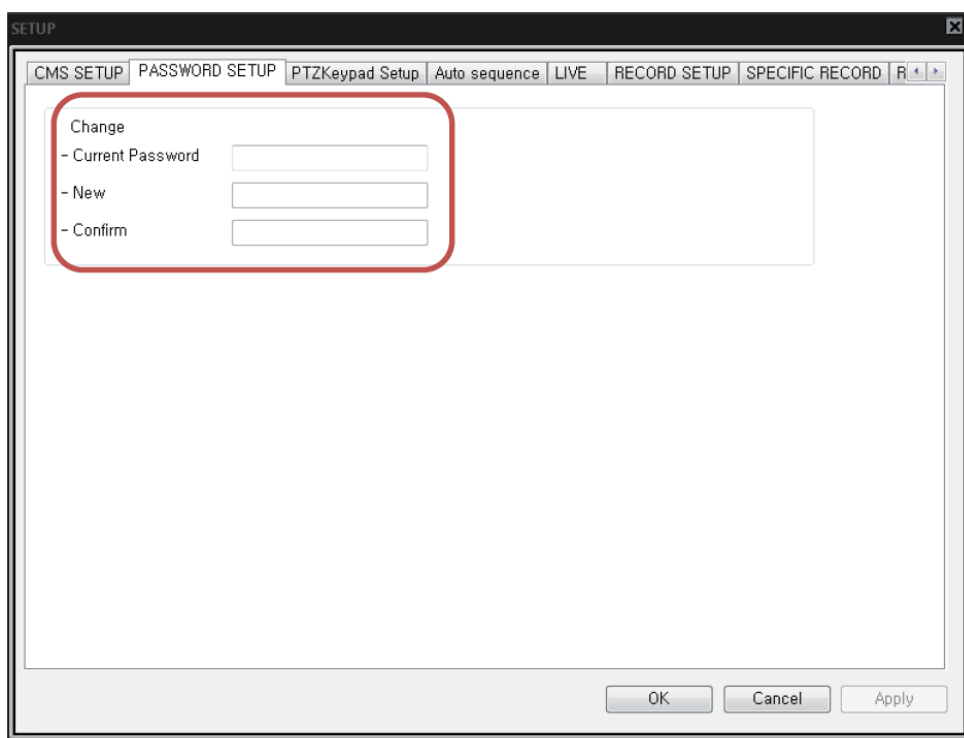 SETUP
CMS SETUP PASSWORD SETUP PTZKeypad Setup Auto sequence LIVE RECORD SETUP SPECIFIC RECORD
Change
- Current Password
- New
- Confirm
OK Cancel Apply